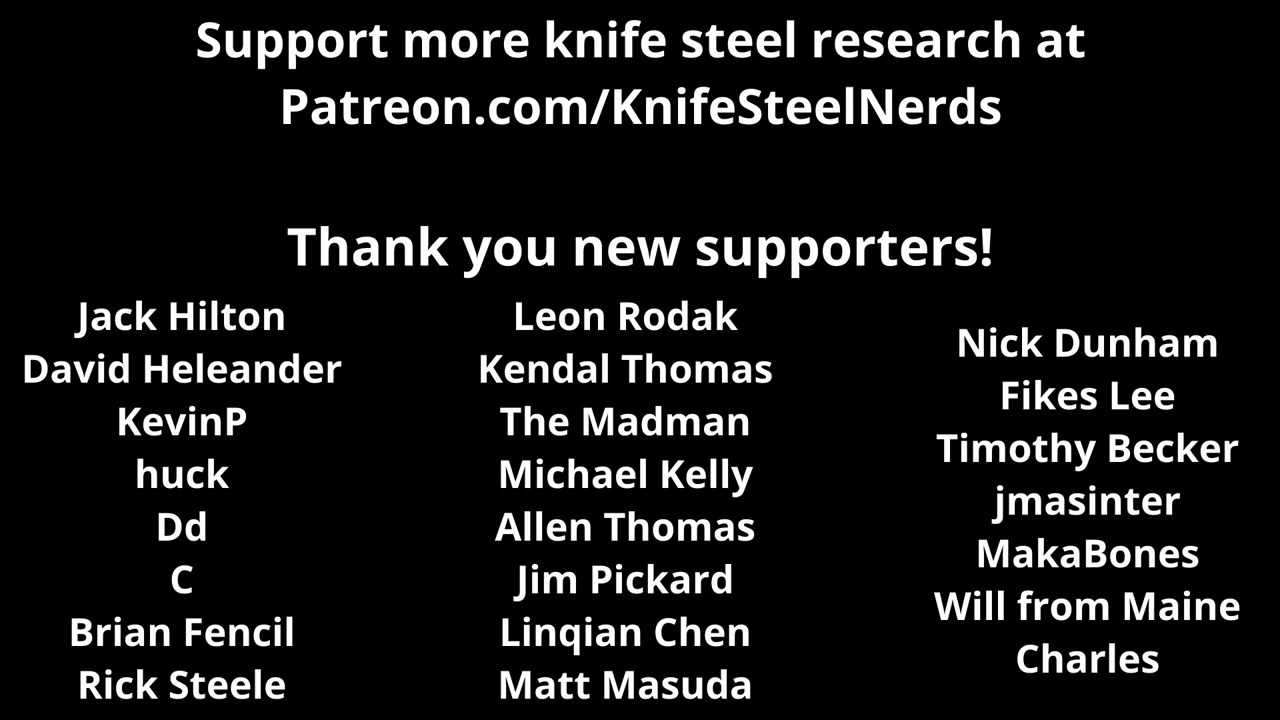 Support more knife steel research at
Patreon.com/KnifeSteelNerds
Thank you new supporters!
Jack Hilton
David Heleander
KevinP
huck
Dd
C
Brian Fencil
Rick Steele
Leon Rodak
Kendal Thomas
The Madman
Michael Kelly
Allen Thomas
Jim Pickard
Linqian Chen
Matt Masuda
Nick Dunham
Fikes Lee
Timothy Becker
jmasinter
MakaBones
Will from Maine
Charles